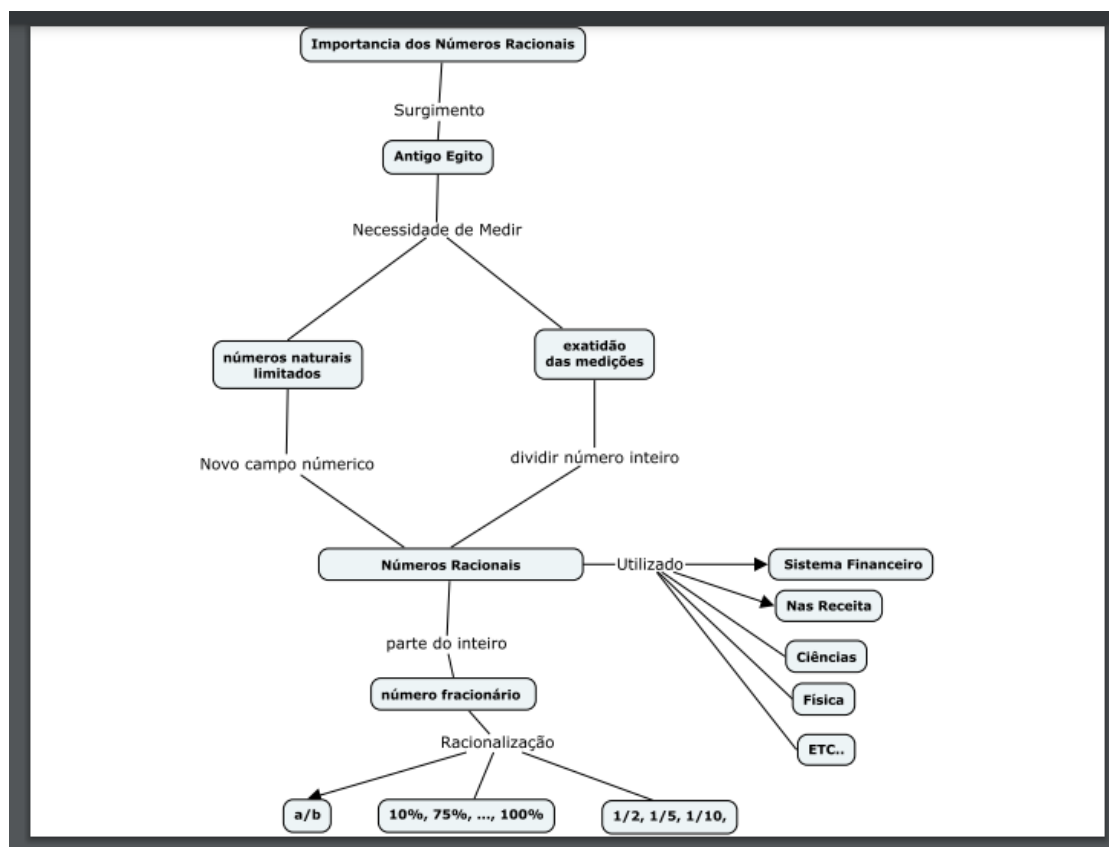 Importancia dos Números Racionais
Surgimento
Antigo Egito
Necessidade de Medir
números naturais
limitados
exatidão
das medições
Novo campo númerico
dividir número inteiro
Números Racionais
Utilizado
Sistema Financeiro
Nas Receita
Ciências
Física
ETC..
parte do inteiro
número fracionário
Racionalização
a/b
10%, 75%, ..., 100%
1/2, 1/5, 1/10,